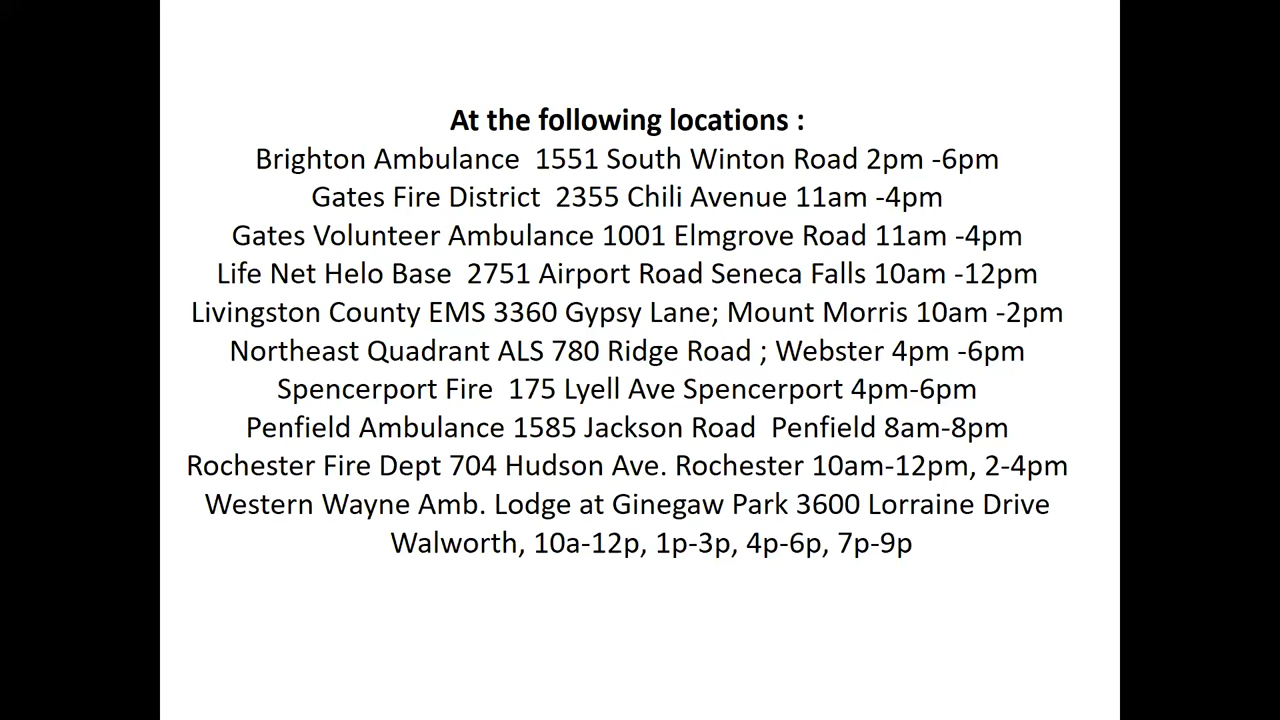 At the following locations :
Brighton Ambulance  1551 South Winton Road 2pm -6pm
Gates Fire District  2355 Chili Avenue 11am -4pm
Gates Volunteer Ambulance 1001 Elmgrove Road 11am -4pm
Life Net Helo Base  2751 Airport Road Seneca Falls 10am -12pm
Livingston County EMS 3360 Gypsy Lane; Mount Morris 10am -2pm
Northeast Quadrant ALS 780 Ridge Road ; Webster 4pm -6pm
Spencerport Fire  175 Lyell Ave Spencerport 4pm-6pm
Penfield Ambulance 1585 Jackson Road  Penfield 8am-8pm
Rochester Fire Dept 704 Hudson Ave. Rochester 10am-12pm, 2-4pm
Western Wayne Amb. Lodge at Ginegaw Park 3600 Lorraine Drive
Walworth, 10a-12p, 1p-3p, 4p-6p, 7p-9p